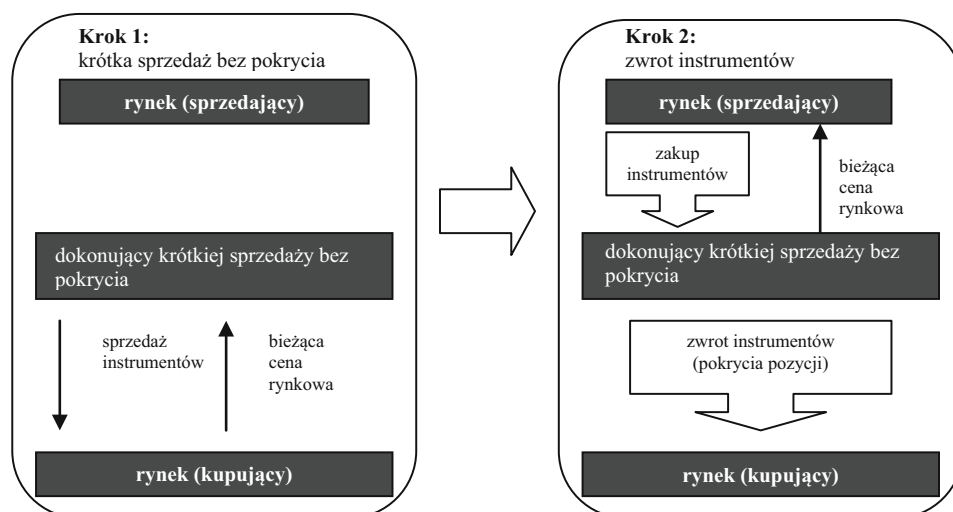 Krok 1:
krótka sprzedaż bez pokrycia
rynek (sprzedający)
dokonujący krótkiej sprzedaży bez
pokrycia
sprzedaż
instrumentów
bieżąca
cena
rynkowa
rynek (kupujący)
Krok 2:
zwrot instrumentów
rynek (sprzedający)
zakup
instrumentów
bieżąca
cena
rynkowa
dokonujący krótkiej sprzedaży bez
pokrycia
zwrot instrumentów
(pokrycia pozycji)
rynek (kupujący)